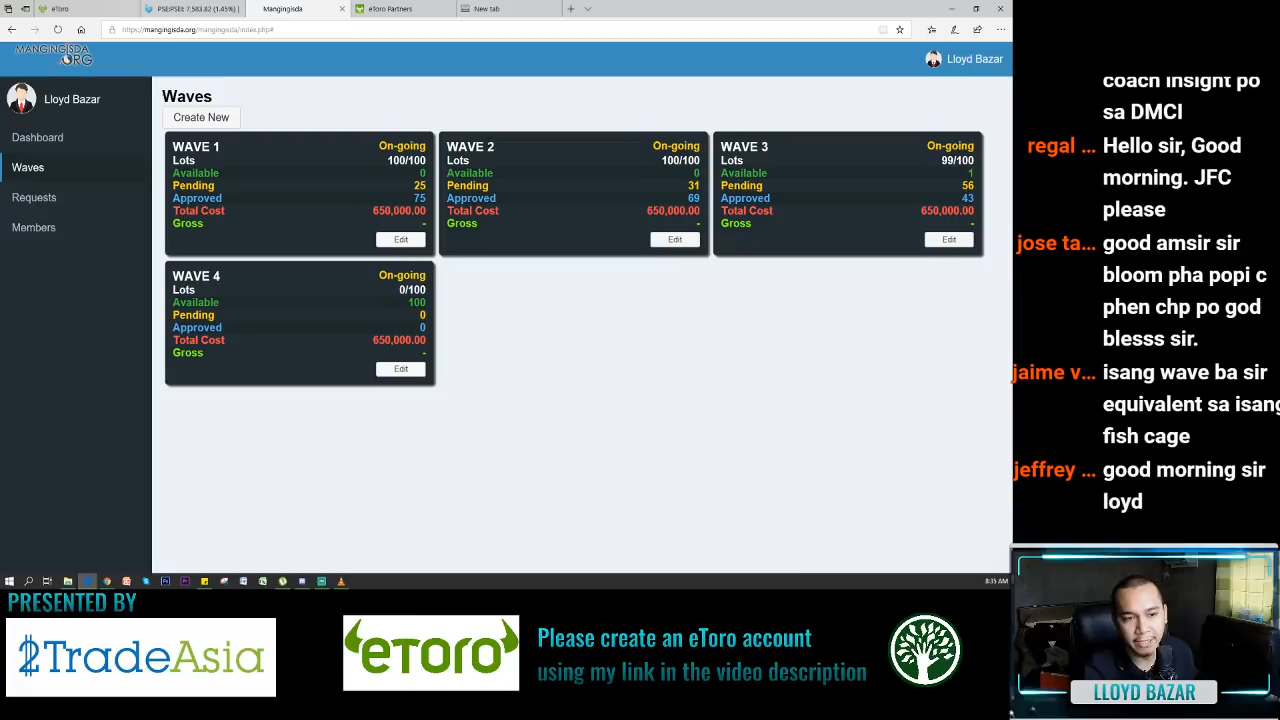 eToro
PSE:PSEI: 7,583.82 (1.45%) |
Mangingisda
eToro Partners
New tab
https://mangingisda.org/mangingisda/index.php#
MANGINGISDA
.ORG
Lloyd Bazar
Lloyd Bazar
Dashboard
Waves
Requests
Members
Waves
Create New
WAVE 1 On-going
Lots 100/100
Available 0
Pending 25
Approved 75
Total Cost 650,000.00
Gross -
Edit
WAVE 2 On-going
Lots 100/100
Available 0
Pending 31
Approved 69
Total Cost 650,000.00
Gross -
Edit
WAVE 3 On-going
Lots 99/100
Available 1
Pending 56
Approved 43
Total Cost 650,000.00
Gross -
Edit
WAVE 4 On-going
Lots 0/100
Available 100
Pending 0
Approved 0
Total Cost 650,000.00
Gross -
Edit
8:35 AM
coach insight po
sa DMCI
regal ... Hello sir, Good
morning. JFC
please
jose ta... good amsir sir
bloom pha popi c
phen chp po god
blesss sir.
jaime v... isang wave ba sir
equivalent sa isang
fish cage
jeffrey ... good morning sir
loyd
PRESENTED BY
2TradeAsia
eToro
Please create an eToro account
using my link in the video description
LLOYD BAZAR